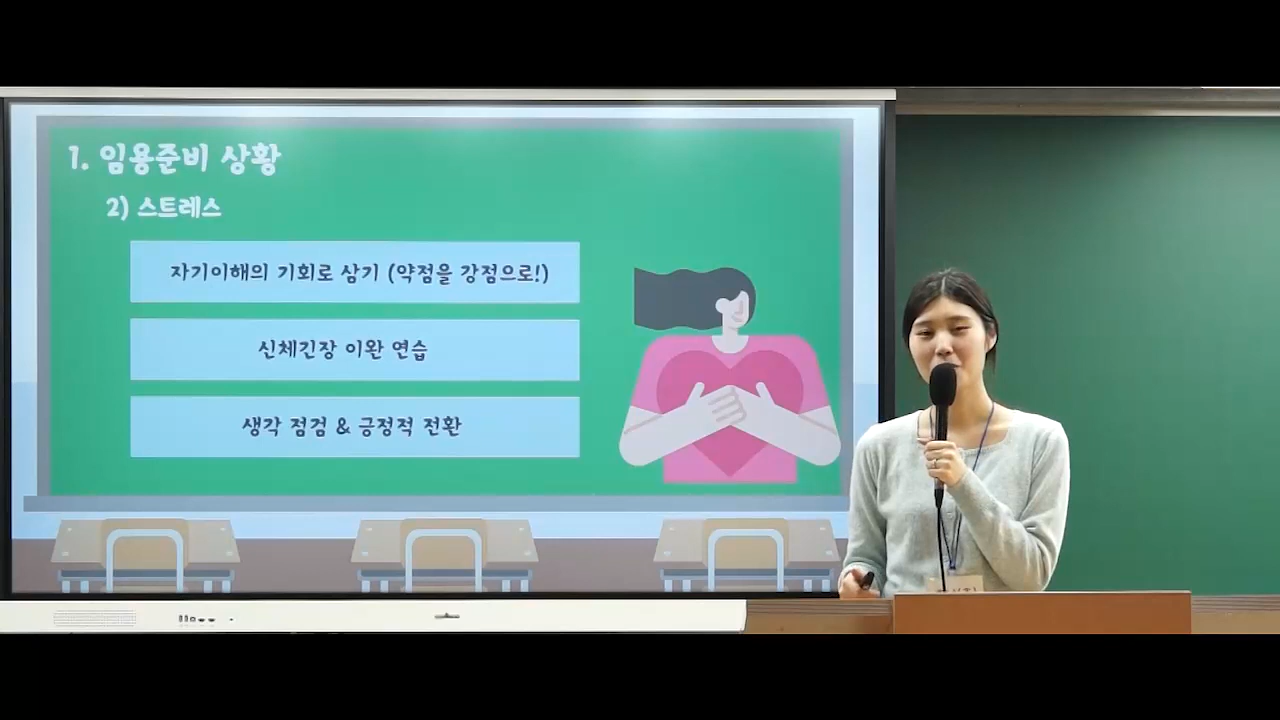 1. 임용준비 상황
2) 스트레스
자기이해의 기회로 삼기 (약점을 강점으로!)
신체긴장 이완 연습
생각 점검 & 긍정적 전환